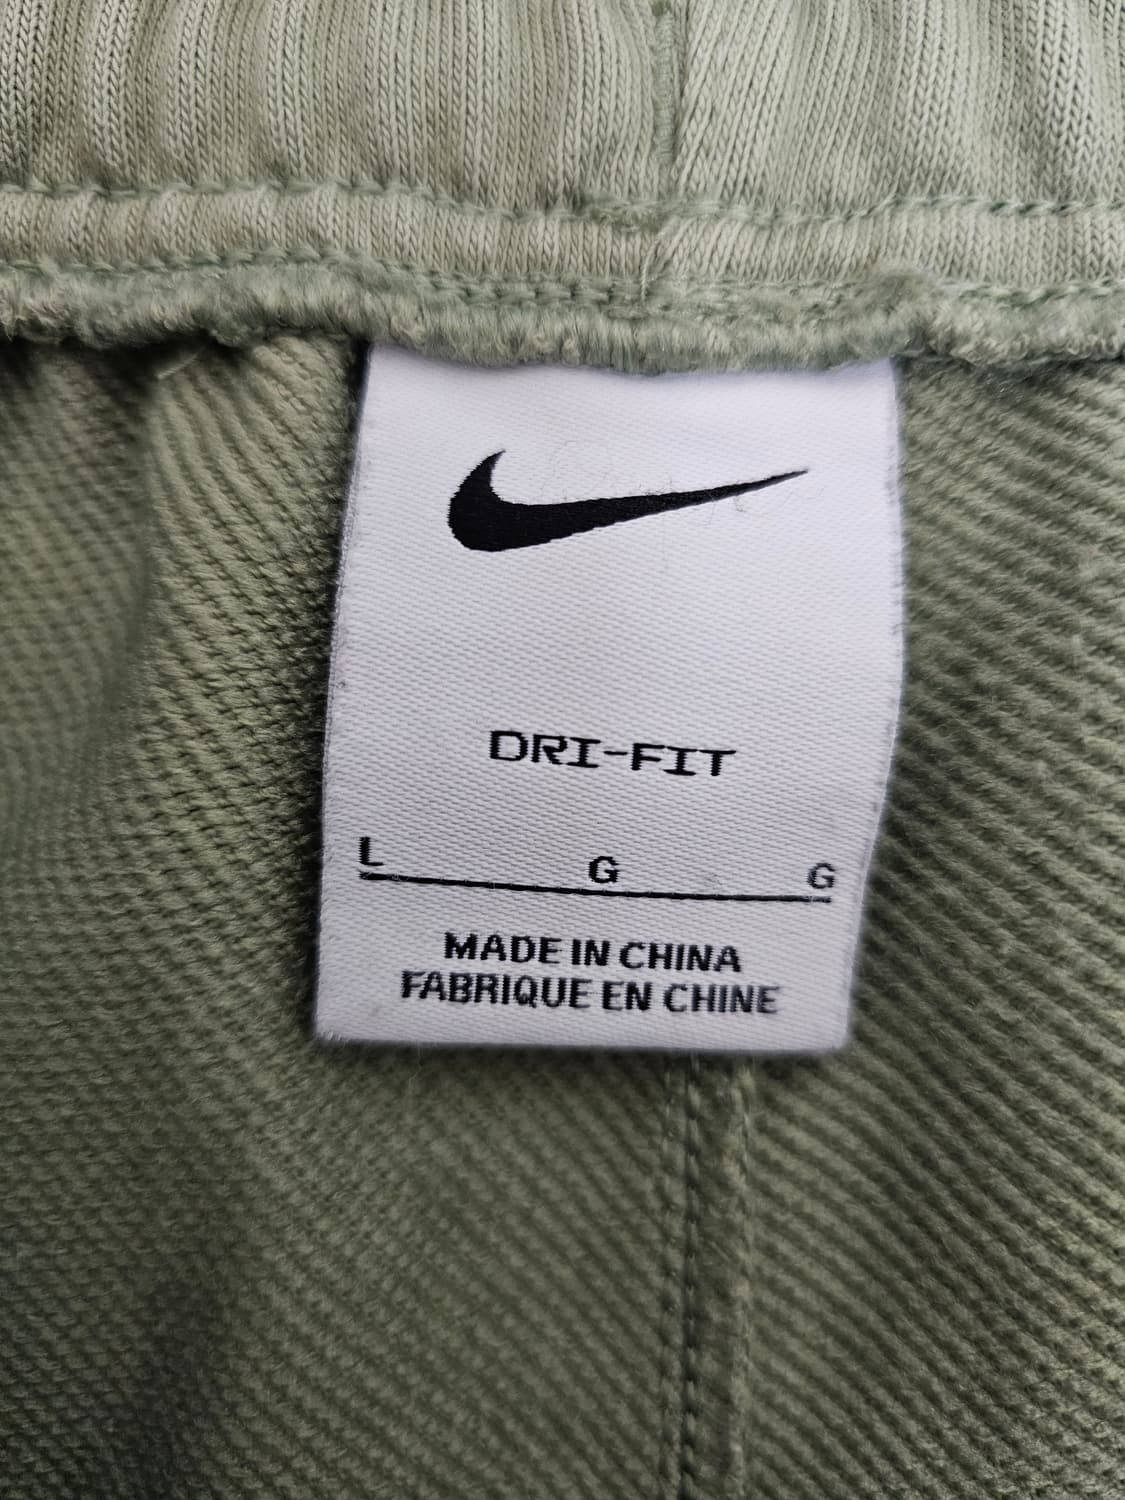 DRI-FIT
L G G
MADE IN CHINA
FABRIQUE EN CHINE